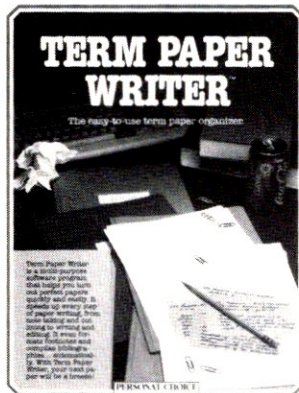 TERM PAPER
WRITER™
The easy-to-use term paper organizer.
Term Paper Writer
is a multi-purpose
software program
that helps you turn
out perfect papers
quickly and easily. It
speeds up every step
of paper writing, from
note taking and out-
lining to writing and
editing. It even for-
mats footnotes and
compiles bibliogra-
phies... automatical-
ly. With Term Paper
Writer, your next pa-
per will be a breeze!
PERSONAL CHOICE